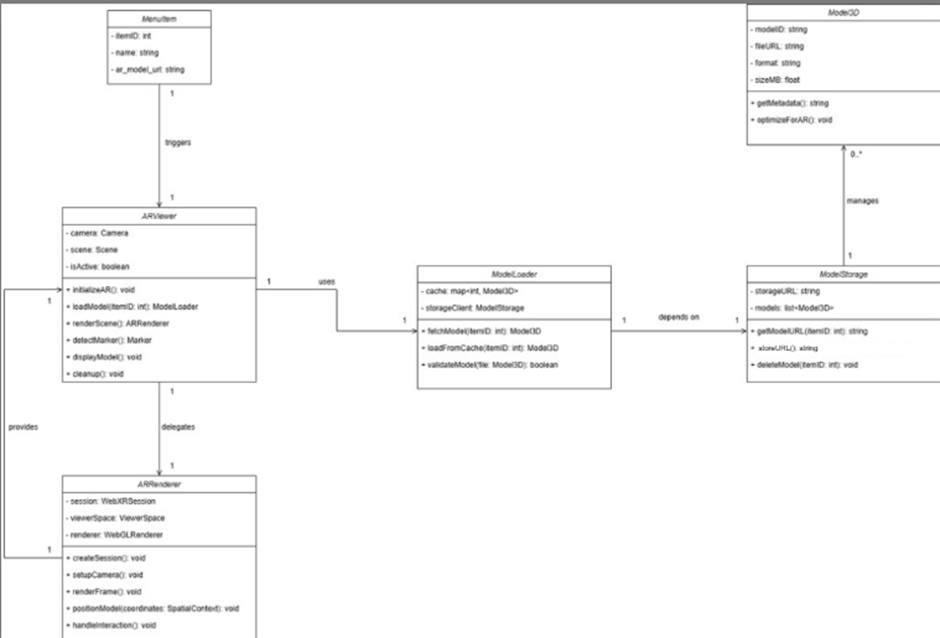 MenuItem
- itemID: int
- name: string
- ar_model_url: string
1
triggers
1
ARViewer
- camera: Camera
- scene: Scene
- isActive: boolean
+ initializeAR(): void
+ loadModel(itemID: int): ModelLoader
+ renderScene(): ARRenderer
+ detectMarker(): Marker
+ displayModel(): void
+ cleanup(): void
1
uses
1
1
provides
1
1
delegates
1
ARRenderer
- session: WebXRSession
- viewerSpace: ViewerSpace
- renderer: WebGLRenderer
+ createSession(): void
+ setupCamera(): void
+ renderFrame(): void
+ positionModel(coordinates: SpatialContext): void
+ handleInteraction(): void
ModelLoader
- cache: map<int, Model3D>
- storageClient: ModelStorage
+ fetchModel(itemID: int): Model3D
+ loadFromCache(itemID: int): Model3D
+ validateModel(file: Model3D): boolean
1
depends on
1
Model3D
- modelID: string
- fileURL: string
- format: string
- sizeMB: float
+ getMetadata(): string
+ optimizeForAR(): void
0..*
manages
1
ModelStorage
- storageURL: string
- models: list<Model3D>
+ getModelURL(itemID: int): string
+ storeURL(): string
+ deleteModel(itemID: int): void